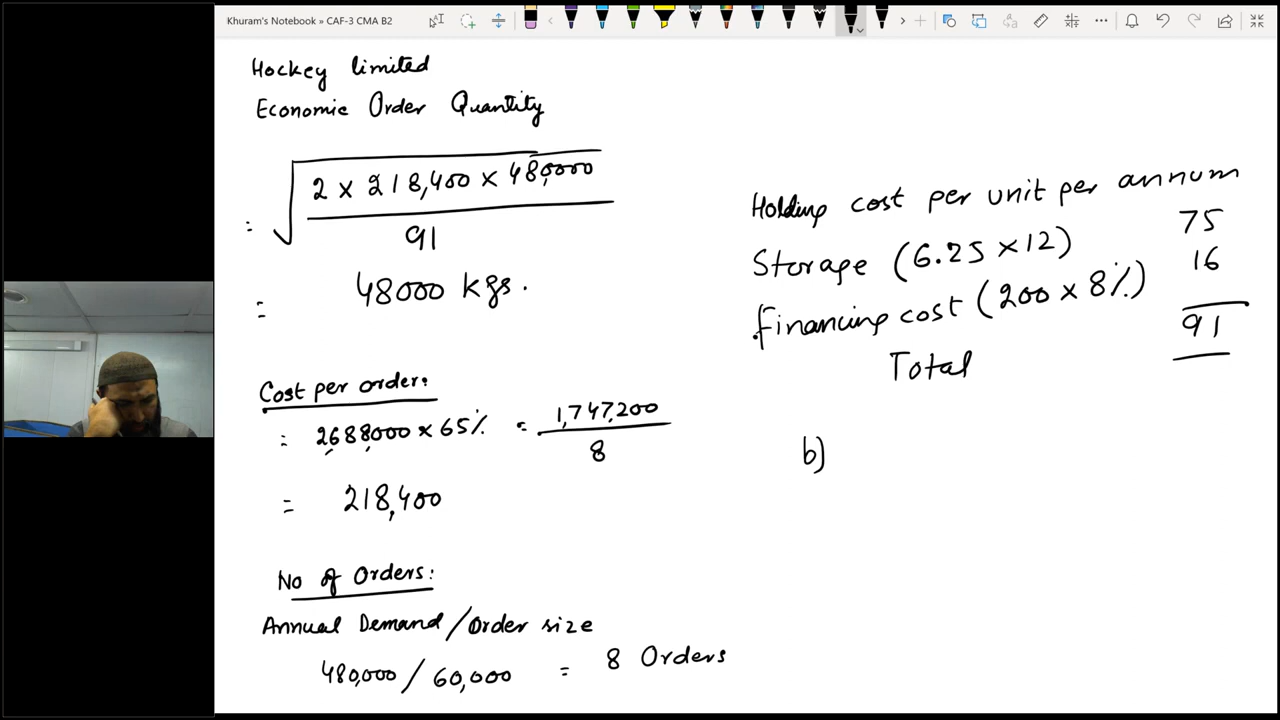 Khuram's Notebook » CAF-3 CMA B2
Hockey limited
Economic Order Quantity
= √ 2 × 218,400 × 480,000 / 91
= 48000 kgs.
Cost per order:
= 2688000 × 65% = 1,747,200 / 8
= 218,400
No of Orders:
Annual Demand / Order size
480,000 / 60,000 = 8 Orders
Holding cost per unit per annum
Storage (6.25 × 12) 75
Financing cost (200 × 8%) 16
Total 91
b)